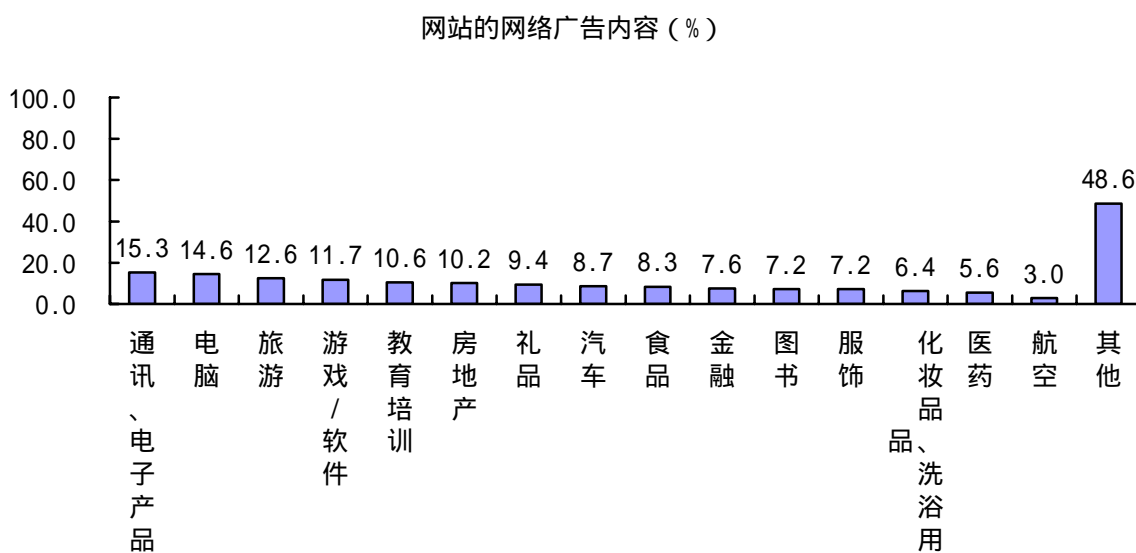 网站的网络广告内容（%）
100.0
80.0
60.0
40.0
20.0
0.0
15.3
14.6
12.6
11.7
10.6
10.2
9.4
8.7
8.3
7.6
7.2
7.2
6.4
5.6
3.0
48.6
通讯、电子产品
电脑
旅游
游戏/软件
教育培训
房地产
礼品
汽车
食品
金融
图书
服饰
化妆品、洗浴用
品
医药
航空
其他